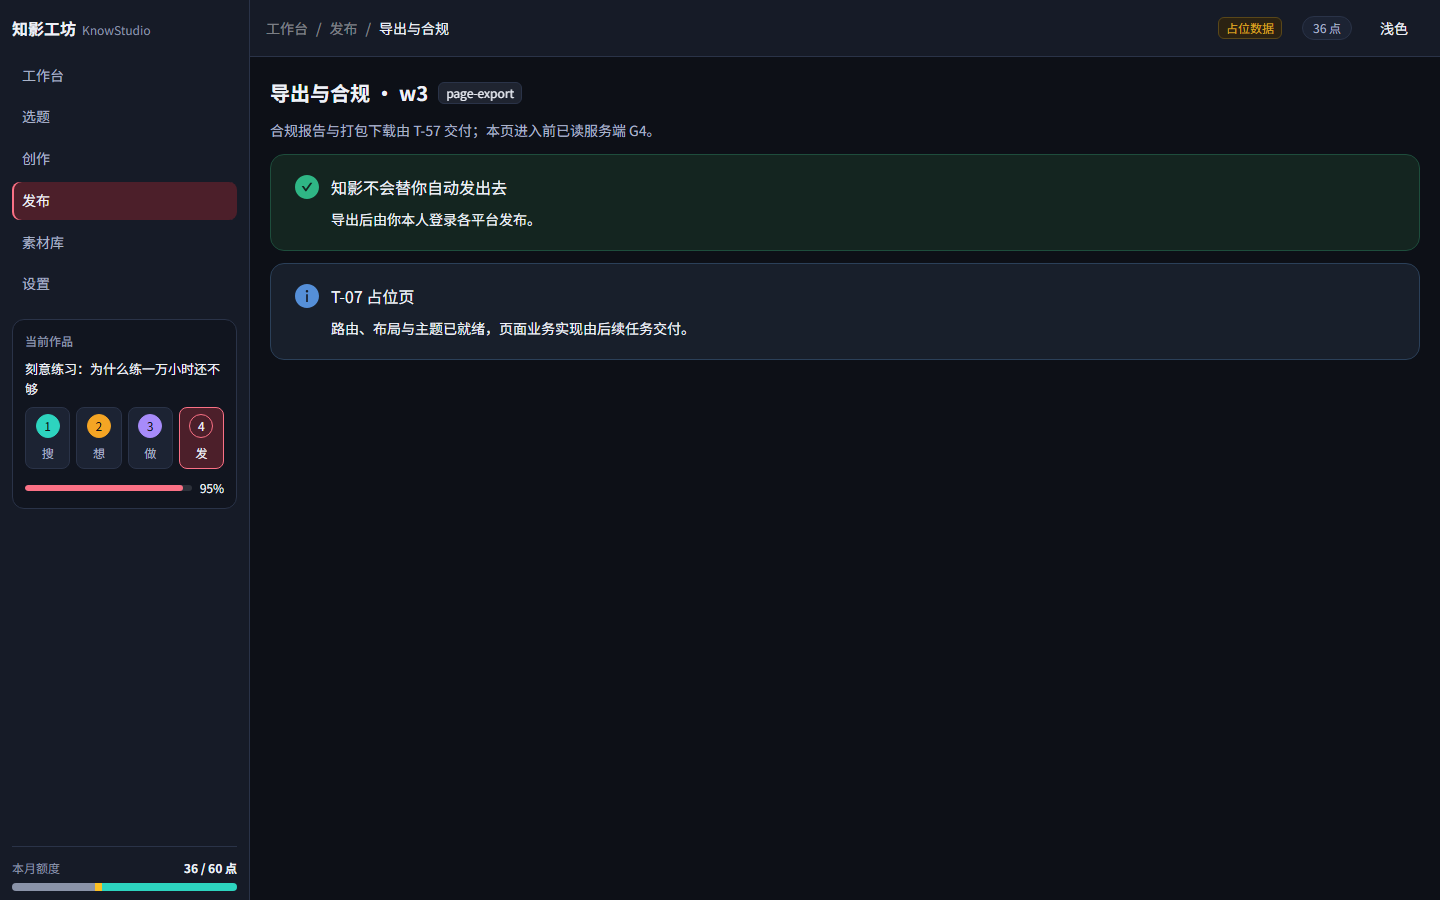 知影工坊 KnowStudio
工作台
选题
创作
发布
素材库
设置
当前作品
刻意练习：为什么练一万小时还不
够
1 2 3 4
搜 想 做 发
95%
本月额度 36 / 60 点
工作台 / 发布 / 导出与合规
占位数据 36 点 浅色
导出与合规 · w3 page-export
合规报告与打包下载由 T-57 交付；本页进入前已读服务端 G4。
知影不会替你自动发出去
导出后由你本人登录各平台发布。
T-07 占位页
路由、布局与主题已就绪，页面业务实现由后续任务交付。